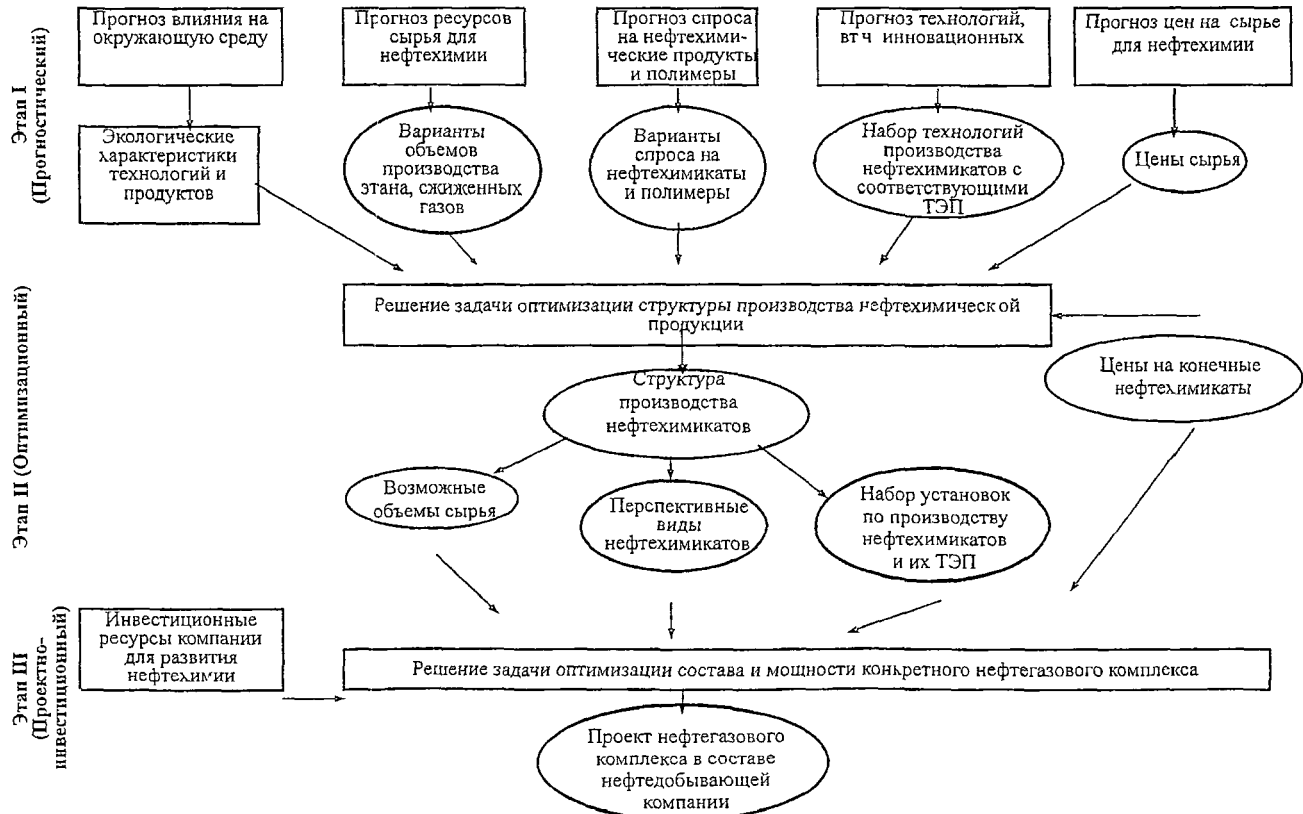 Этап I
(Прогностический)
Прогноз влияния на
окружающую среду
Прогноз ресурсов
сырья для
нефтехимии
Прогноз спроса
на нефтехими-
ческие продукты
и полимеры
Прогноз технологий,
вт ч инновационных
Прогноз цен на сырье
для нефтехимии
Экологические
характеристики
технологий и
продуктов
Варианты
объемов
производства
этана, сжиженных
газов
Варианты
спроса на
нефтехимикаты
и полимеры
Набор технологий
производства
нефтехимикатов с
соответствующими
ТЭП
Цены сырья
Этап II (Оптимизационный)
Решение задачи оптимизации структуры производства нефтехимической
продукции
Цены на конечные
нефтехимикаты
Структура
производства
нефтехимикатов
Возможные
объемы сырья
Перспективные
виды
нефтехимикатов
Набор установок
по производству
нефтехимикатов
и их ТЭП
Этап III
(Проектно-
инвестиционный)
Инвестиционные
ресурсы компании
для развития
нефтехимии
Решение задачи оптимизации состава и мощности конкретного нефтегазового комплекса
Проект нефтегазового
комплекса в составе
нефтедобывающей
компании